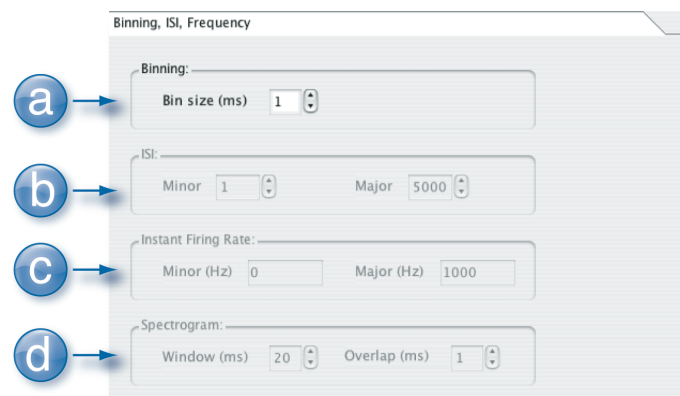 Binning, ISI, Frequency
Binning:
a
Bin size (ms) 1
ISI:
b
Minor 1 Major 5000
Instant Firing Rate:
c
Minor (Hz) 0 Major (Hz) 1000
Spectrogram:
d
Window (ms) 20 Overlap (ms) 1